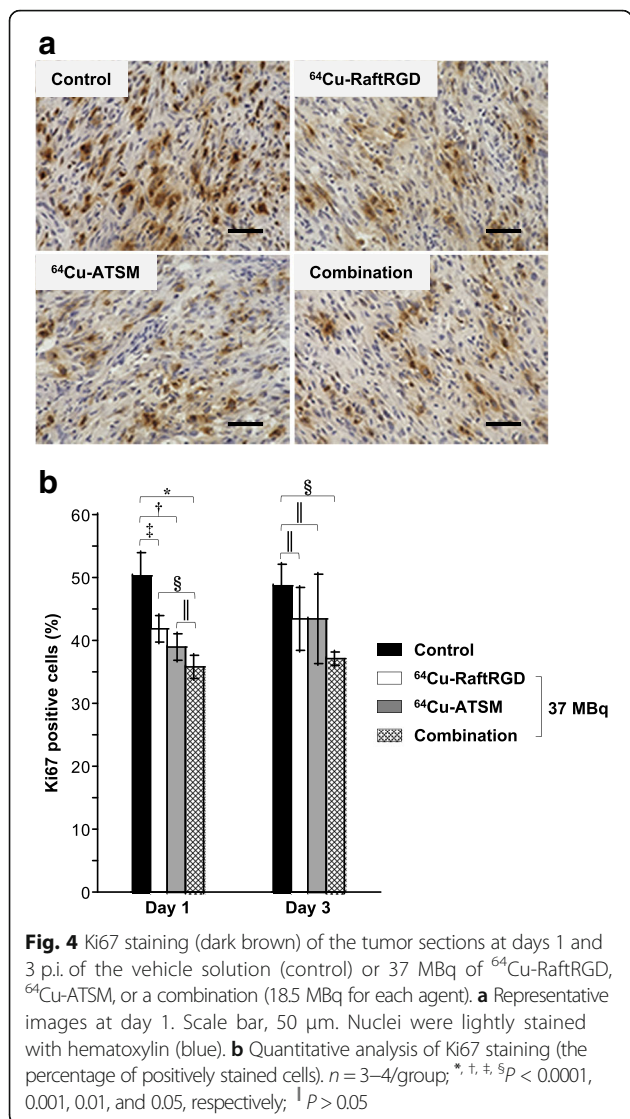 a
Control
⁶⁴Cu-RaftRGD
⁶⁴Cu-ATSM
Combination
b
Ki67 positive cells (%)
60
50
40
30
20
10
0
*
†
‡
§
‖
§
‖
‖
Day 1
Day 3
Control
⁶⁴Cu-RaftRGD
⁶⁴Cu-ATSM
Combination
37 MBq
Fig. 4 Ki67 staining (dark brown) of the tumor sections at days 1 and
3 p.i. of the vehicle solution (control) or 37 MBq of ⁶⁴Cu-RaftRGD,
⁶⁴Cu-ATSM, or a combination (18.5 MBq for each agent). a Representative
images at day 1. Scale bar, 50 μm. Nuclei were lightly stained
with hematoxylin (blue). b Quantitative analysis of Ki67 staining (the
percentage of positively stained cells). n = 3–4/group; *, †, ‡, §P < 0.0001,
0.001, 0.01, and 0.05, respectively; ‖ P > 0.05